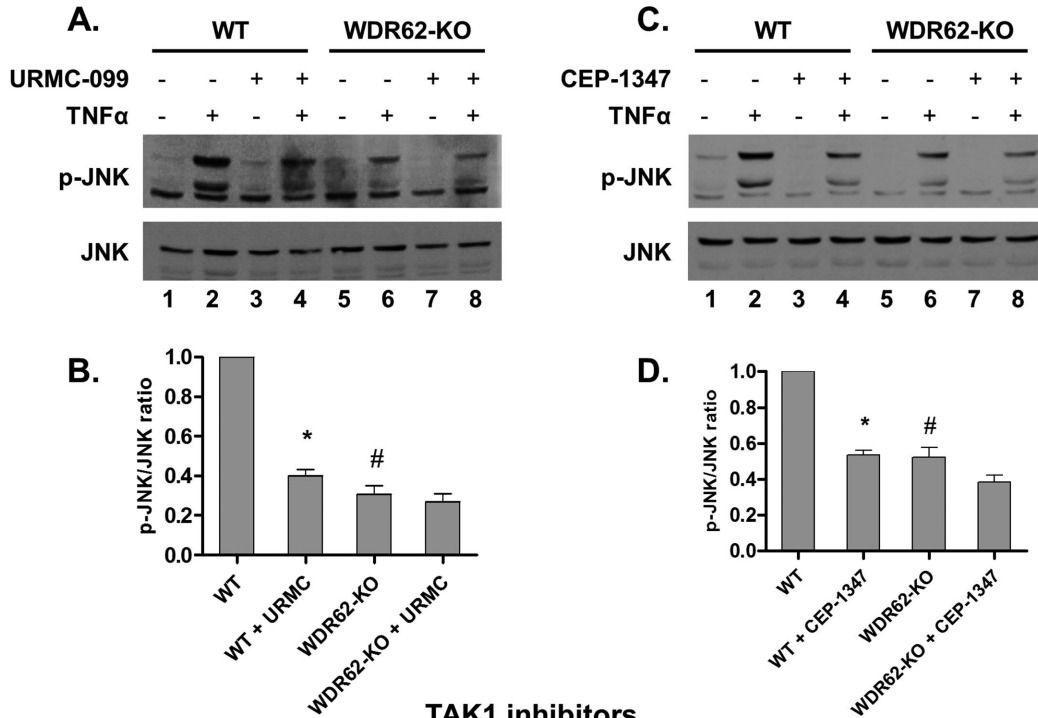 A.
WT WDR62-KO
URMC-099 - - + + - - + +
TNFα - + - + - + - +
p-JNK
JNK
1 2 3 4 5 6 7 8
B.
p-JNK/JNK ratio
1.0
0.8
0.6
0.4
0.2
0.0
*
#
WT
WT + URMC
WDR62-KO
WDR62-KO + URMC
C.
WT WDR62-KO
CEP-1347 - - + + - - + +
TNFα - + - + - + - +
p-JNK
JNK
1 2 3 4 5 6 7 8
D.
p-JNK/JNK ratio
1.0
0.8
0.6
0.4
0.2
0.0
*
#
WT
WT + CEP-1347
WDR62-KO
WDR62-KO + CEP-1347
TAK1 inhibitors